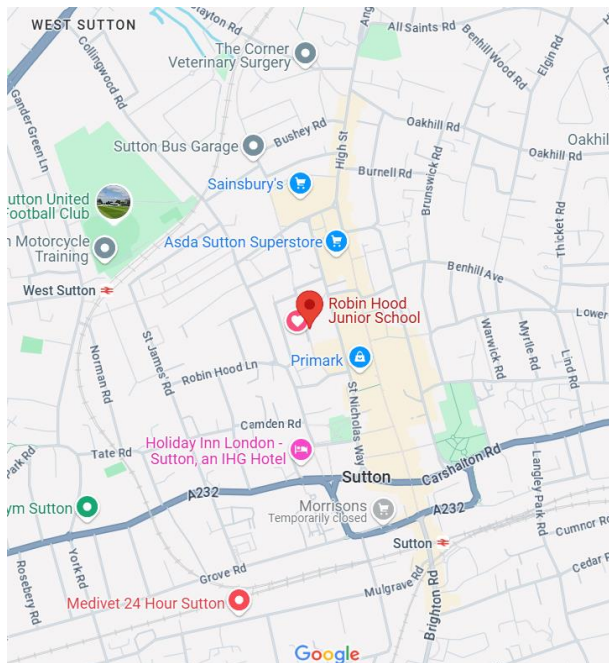 WEST SUTTON
Clayton Rd
All Saints Rd
Collingwood Rd
The Corner
Veterinary Surgery
Benhill Wood Rd
Elgin Rd
Gander Green Ln
Bushey Rd
High St
Oakhill Rd
Oakhill
Oakhill Rd
Sutton Bus Garage
Burnell Rd
Brunswick Rd
Sainsbury's
utton United
Football Club
Thicket Rd
n Motorcycle
Training
Asda Sutton Superstore
Benhill Ave
West Sutton
Robin Hood
Junior School
Lower
St James' Rd
Norman Rd
Warwick Rd
Myrtle Rd
Lind Rd
Primark
Robin Hood Ln
St Nicholas Way
Camden Rd
Holiday Inn London -
Sutton, an IHG Hotel
Park Rd
Tate Rd
Sutton
Carshalton Rd
Langley Park Rd
A232
ym Sutton
Morrisons
Temporarily closed
A232
Cumnor Rd
Sutton
York Rd
Rosebery Rd
Grove Rd
Mulgrave Rd
Cedar
Medivet 24 Hour Sutton
Brighton Rd
Google